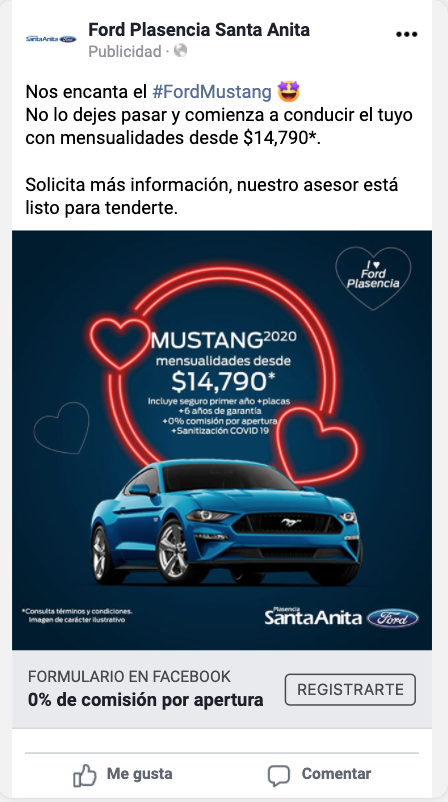 SantaAnita Ford
Ford Plasencia Santa Anita
Publicidad ·
Nos encanta el #FordMustang 🤩
No lo dejes pasar y comienza a conducir el tuyo
con mensualidades desde $14,790*.
Solicita más información, nuestro asesor está
listo para tenderte.
I ♥
Ford
Plasencia
MUSTANG2020
mensualidades desde
$14,790*
Incluye seguro primer año +placas
+6 años de garantía
+0% comisión por apertura
+Sanitización COVID 19
*Consulta términos y condiciones.
Imagen de carácter ilustrativo
Plasencia
SantaAnita Ford
FORMULARIO EN FACEBOOK
0% de comisión por apertura
REGISTRARTE
Me gusta
Comentar